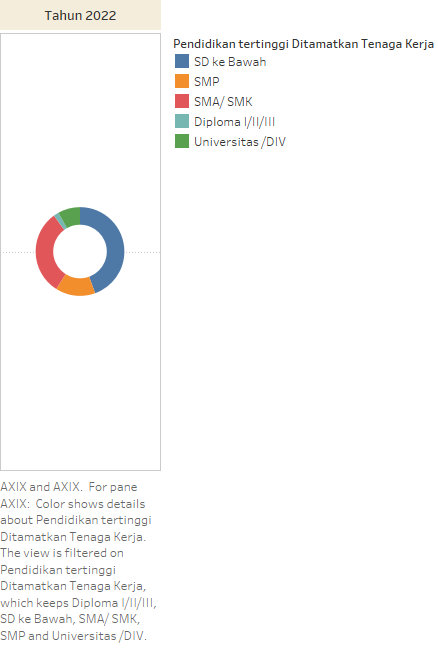 Tahun 2022
Pendidikan tertinggi Ditamatkan Tenaga Kerja
SD ke Bawah
SMP
SMA/ SMK
Diploma I/II/III
Universitas /DIV
AXIX and AXIX.  For pane
AXIX:  Color shows details
about Pendidikan tertinggi
Ditamatkan Tenaga Kerja.
The view is filtered on
Pendidikan tertinggi
Ditamatkan Tenaga Kerja,
which keeps Diploma I/II/III,
SD ke Bawah, SMA/ SMK,
SMP and Universitas /DIV.